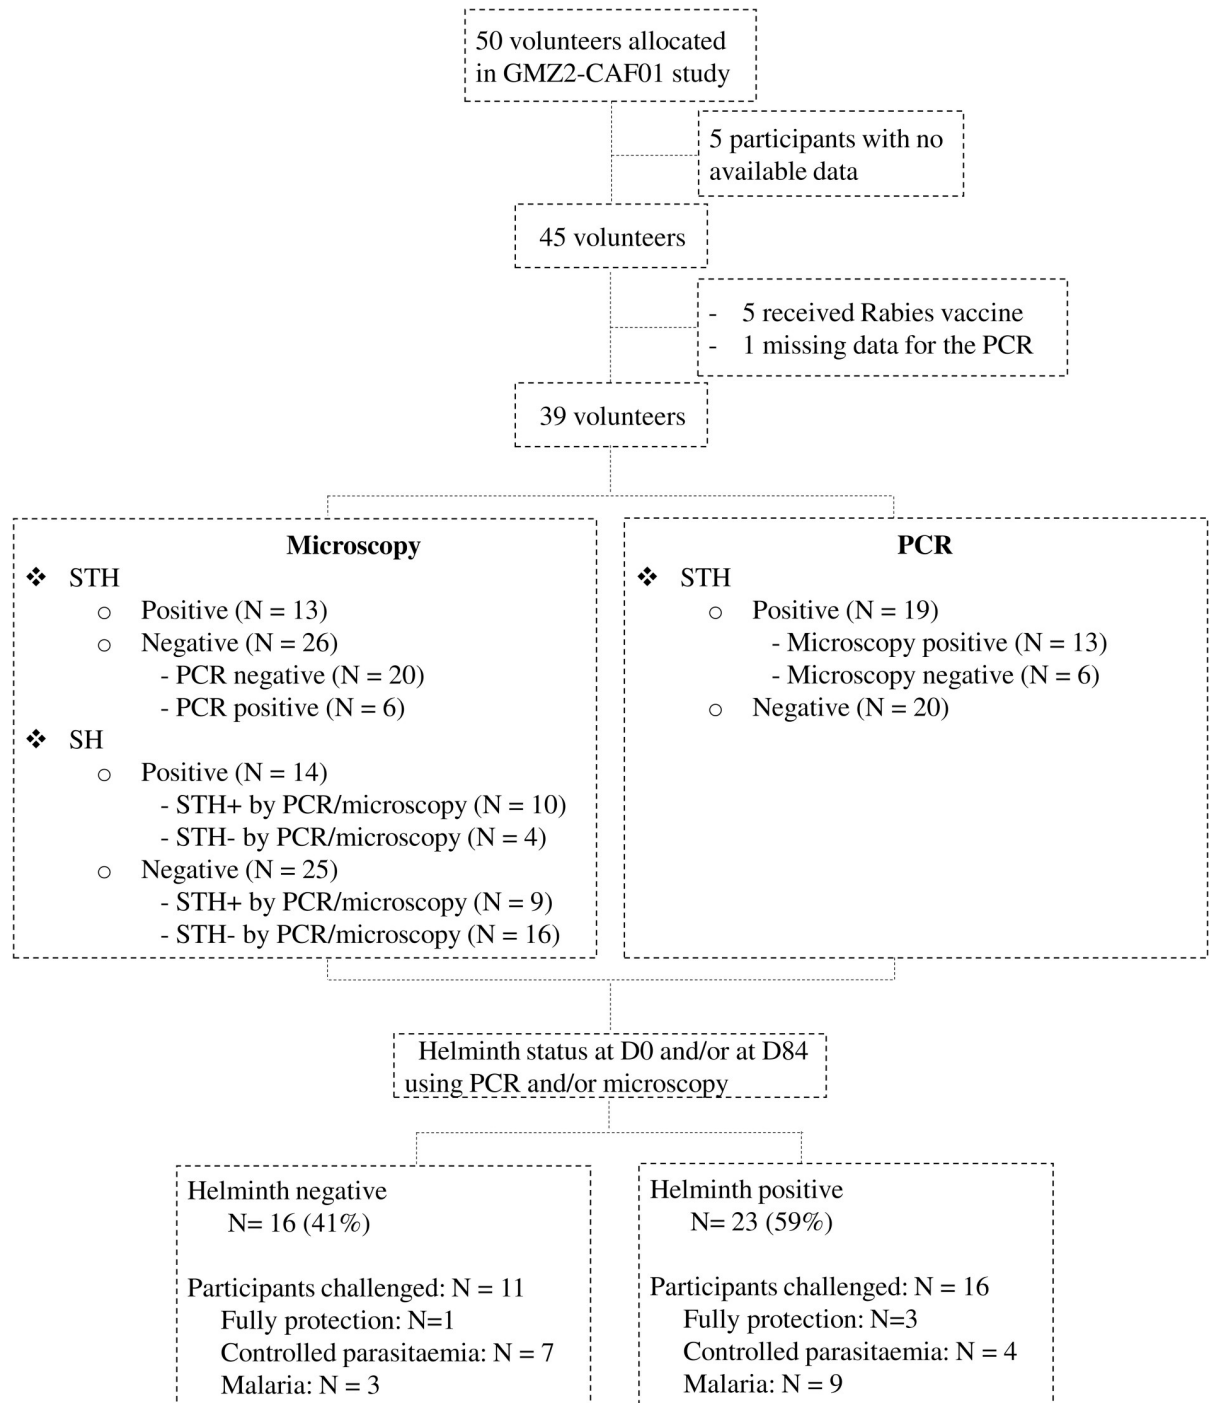 50 volunteers allocated
in GMZ2-CAF01 study
5 participants with no
available data
45 volunteers
- 5 received Rabies vaccine
- 1 missing data for the PCR
39 volunteers
Microscopy
❖ STH
o Positive (N = 13)
o Negative (N = 26)
- PCR negative (N = 20)
- PCR positive (N = 6)
❖ SH
o Positive (N = 14)
- STH+ by PCR/microscopy (N = 10)
- STH- by PCR/microscopy (N = 4)
o Negative (N = 25)
- STH+ by PCR/microscopy (N = 9)
- STH- by PCR/microscopy (N = 16)
PCR
❖ STH
o Positive (N = 19)
- Microscopy positive (N = 13)
- Microscopy negative (N = 6)
o Negative (N = 20)
Helminth status at D0 and/or at D84
using PCR and/or microscopy
Helminth negative
N= 16 (41%)
Participants challenged: N = 11
Fully protection: N=1
Controlled parasitaemia: N = 7
Malaria: N = 3
Helminth positive
N= 23 (59%)
Participants challenged: N = 16
Fully protection: N=3
Controlled parasitaemia: N = 4
Malaria: N = 9